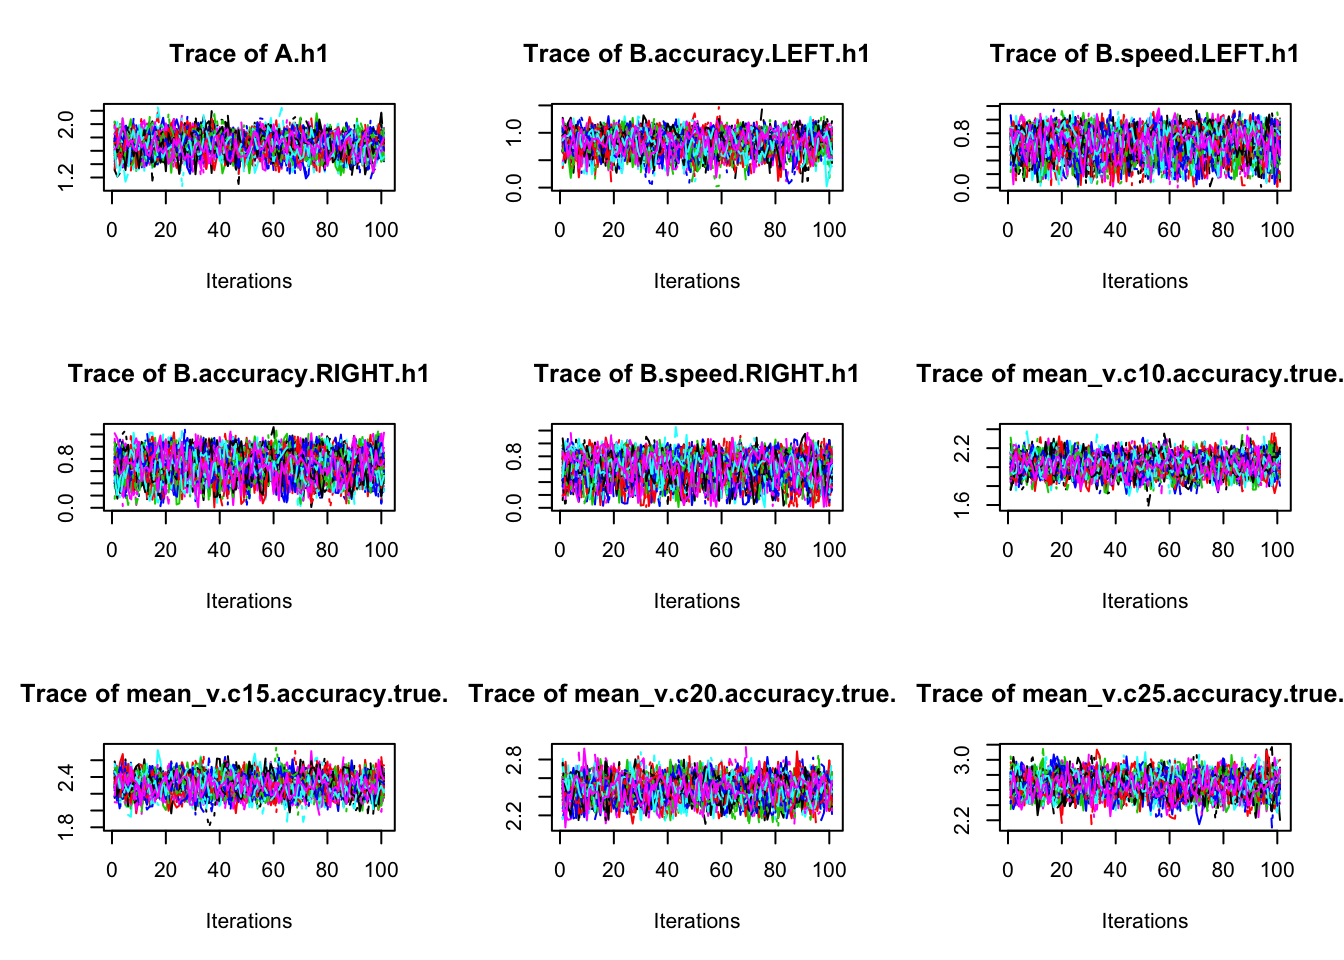 Trace of A.h1
Trace of B.accuracy.LEFT.h1
Trace of B.speed.LEFT.h1
1.2 2.0
0 20 40 60 80 100
Iterations
0.0 1.0
0 20 40 60 80 100
Iterations
0.0 0.8
0 20 40 60 80 100
Iterations
Trace of B.accuracy.RIGHT.h1
Trace of B.speed.RIGHT.h1
Trace of mean_v.c10.accuracy.true.
0.0 0.8
0 20 40 60 80 100
Iterations
0.0 0.8
0 20 40 60 80 100
Iterations
1.6 2.2
0 20 40 60 80 100
Iterations
Trace of mean_v.c15.accuracy.true.
Trace of mean_v.c20.accuracy.true.
Trace of mean_v.c25.accuracy.true.
1.8 2.4
0 20 40 60 80 100
Iterations
2.2 2.8
0 20 40 60 80 100
Iterations
2.2 3.0
0 20 40 60 80 100
Iterations